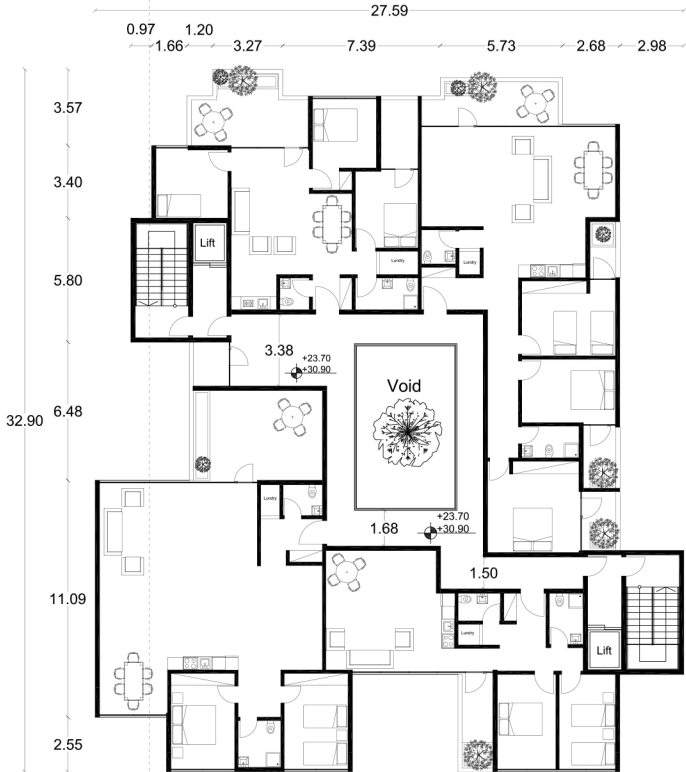 27.59
0.97 1.20
1.66 3.27 7.39 5.73 2.68 2.98
3.57
3.40
Lift
Lundry
Lundry
5.80
3.38
+23.70
+30.90
Void
32.90
6.48
Lundry
+23.70
+30.90
1.68
1.50
11.09
Lundry
Lift
2.55